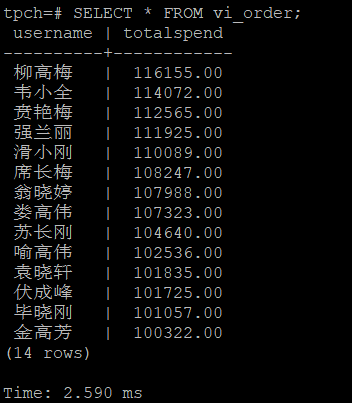 tpch=# SELECT * FROM vi_order;
username | totalspend
----------+------------
柳高梅 | 116155.00
韦小全 | 114072.00
贲艳梅 | 112565.00
强兰丽 | 111925.00
滑小刚 | 110089.00
席长梅 | 108247.00
翁晓婷 | 107988.00
娄高伟 | 107323.00
苏长刚 | 104640.00
喻高伟 | 102536.00
袁晓轩 | 101835.00
伏成峰 | 101725.00
毕晓刚 | 101057.00
金高芳 | 100322.00
(14 rows)
Time: 2.590 ms